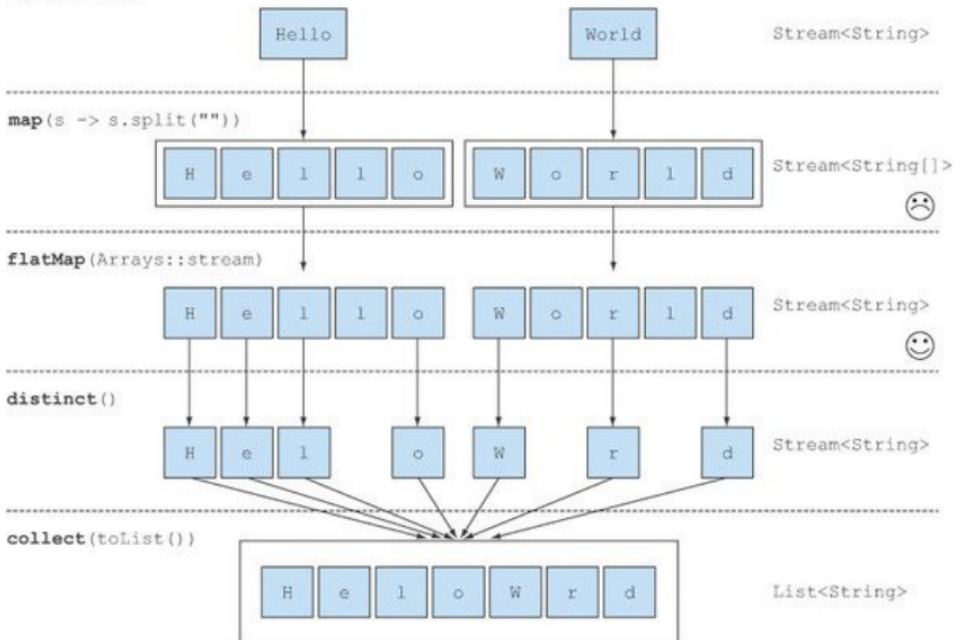 Hello World Stream<String>
map(s -> s.split(""))
H e l l o W o r l d Stream<String[]>
flatMap(Arrays::stream)
H e l l o W o r l d Stream<String>
distinct()
H e l o W r d Stream<String>
collect(toList())
H e l o W r d List<String>